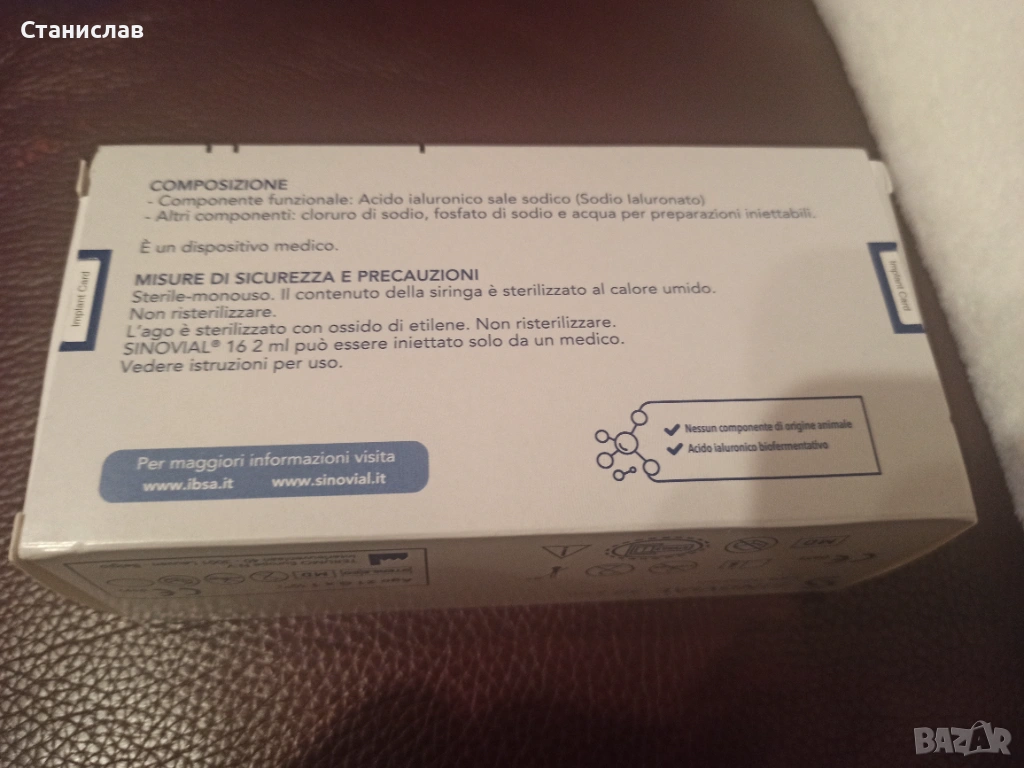 Станислав
COMPOSIZIONE
- Componente funzionale: Acido ialuronico sale sodico (Sodio Ialuronato)
- Altri componenti: cloruro di sodio, fosfato di sodio e acqua per preparazioni iniettabili.
È un dispositivo medico.
MISURE DI SICUREZZA E PRECAUZIONI
Sterile-monouso. Il contenuto della siringa è sterilizzato al calore umido.
Non risterilizzare.
L'ago è sterilizzato con ossido di etilene. Non risterilizzare.
SINOVIAL® 16 2 ml può essere iniettato solo da un medico.
Vedere istruzioni per uso.
Implant Card
Implant Card
Nessun componente di origine animale
Acido ialuronico biofermentativo
Per maggiori informazioni visita
www.ibsa.it www.sinovial.it
MD
BAZAR